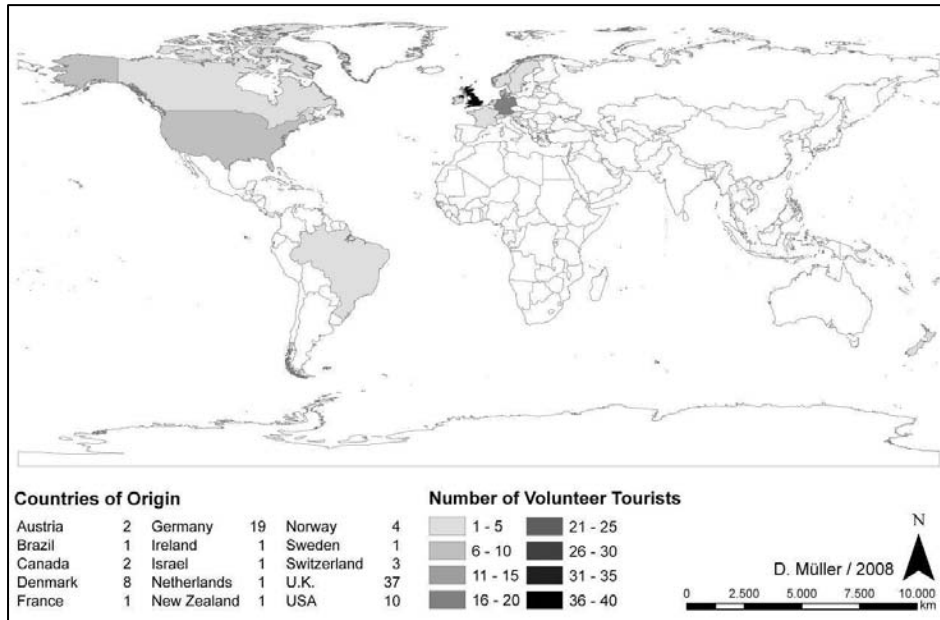 Countries of Origin
Austria 2 Germany 19 Norway 4
Brazil 1 Ireland 1 Sweden 1
Canada 2 Israel 1 Switzerland 3
Denmark 8 Netherlands 1 U.K. 37
France 1 New Zealand 1 USA 10
Number of Volunteer Tourists
1 - 5 21 - 25
6 - 10 26 - 30
11 - 15 31 - 35
16 - 20 36 - 40
N
D. Müller / 2008
0 2.500 5.000 7.500 10.000
km